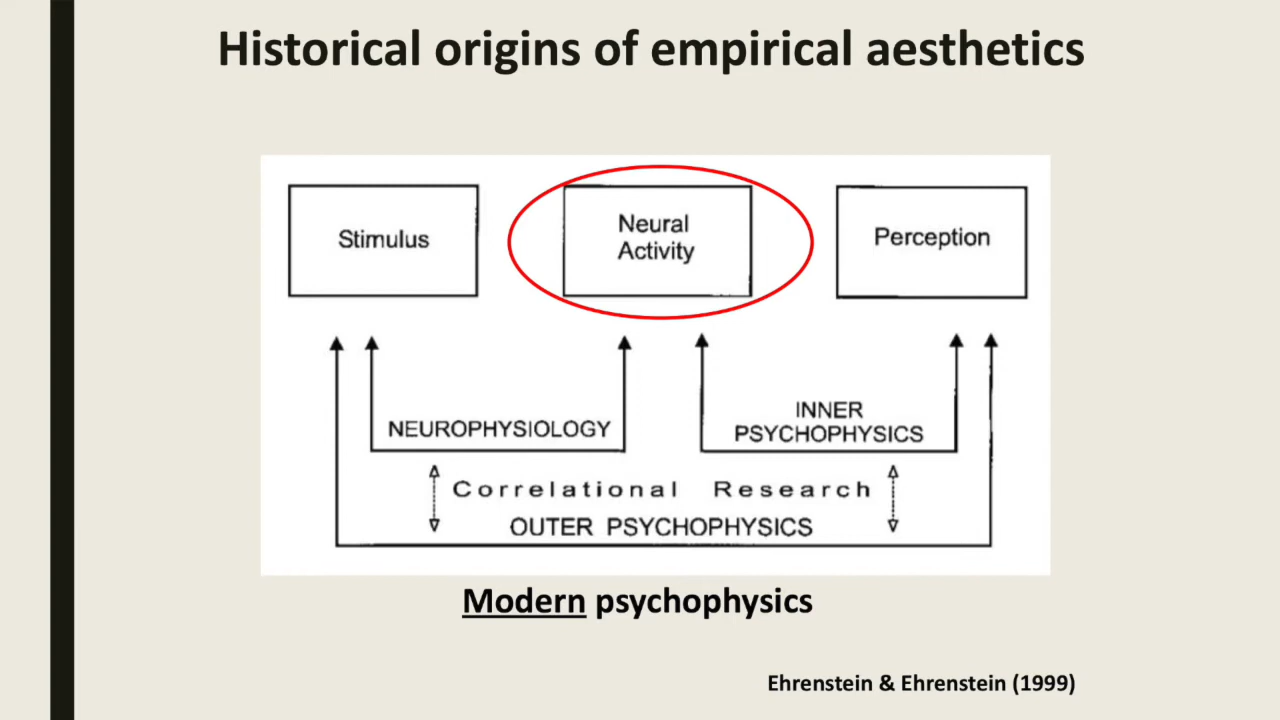 Historical origins of empirical aesthetics
Stimulus
Neural
Activity
Perception
NEUROPHYSIOLOGY
INNER
PSYCHOPHYSICS
Correlational Research
OUTER PSYCHOPHYSICS
Modern psychophysics
Ehrenstein & Ehrenstein (1999)